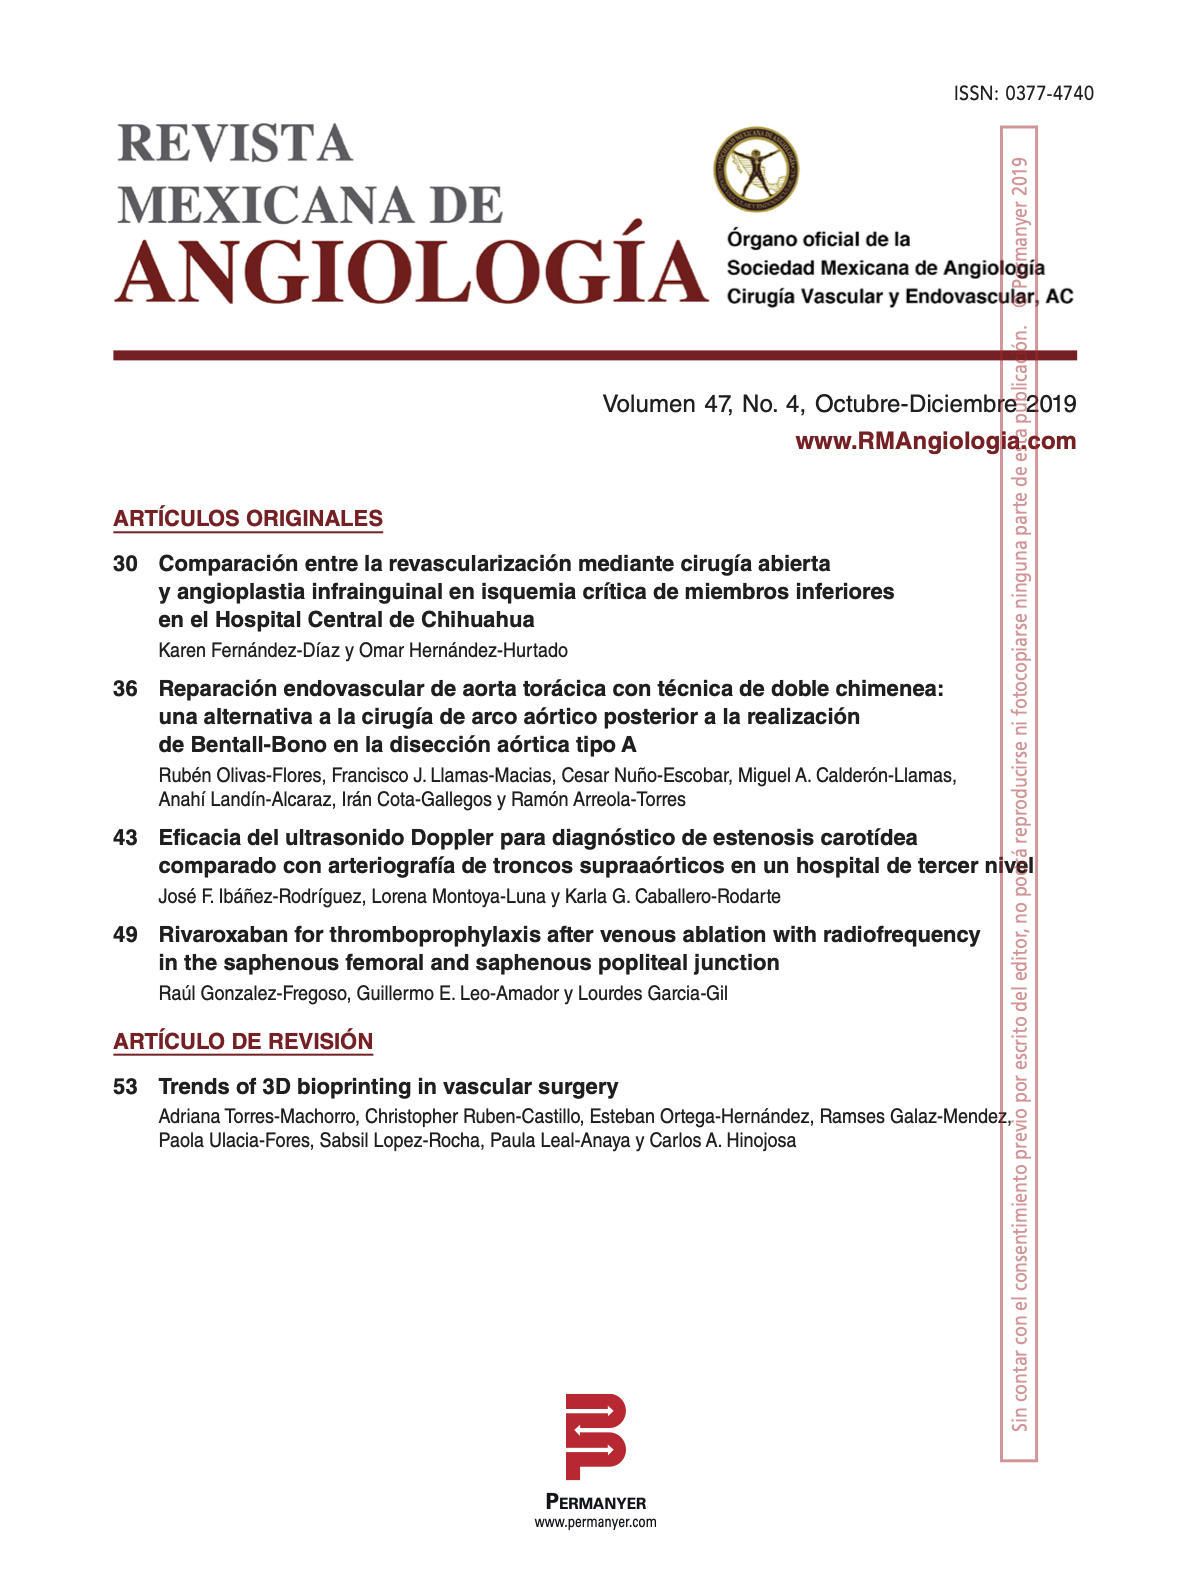 ISSN: 0377-4740
REVISTA
MEXICANA DE
ANGIOLOGÍA
Órgano oficial de la
Sociedad Mexicana de Angiología
Cirugía Vascular y Endovascular, AC
Volumen 47, No. 4, Octubre-Diciembre 2019
www.RMAngiologia.com
ARTÍCULOS ORIGINALES
30 Comparación entre la revascularización mediante cirugía abierta
y angioplastia infrainguinal en isquemia crítica de miembros inferiores
en el Hospital Central de Chihuahua
Karen Fernández-Díaz y Omar Hernández-Hurtado
36 Reparación endovascular de aorta torácica con técnica de doble chimenea:
una alternativa a la cirugía de arco aórtico posterior a la realización
de Bentall-Bono en la disección aórtica tipo A
Rubén Olivas-Flores, Francisco J. Llamas-Macias, Cesar Nuño-Escobar, Miguel A. Calderón-Llamas,
Anahí Landín-Alcaraz, Irán Cota-Gallegos y Ramón Arreola-Torres
43 Eficacia del ultrasonido Doppler para diagnóstico de estenosis carotídea
comparado con arteriografía de troncos supraaórticos en un hospital de tercer nivel
José F. Ibáñez-Rodríguez, Lorena Montoya-Luna y Karla G. Caballero-Rodarte
49 Rivaroxaban for thromboprophylaxis after venous ablation with radiofrequency
in the saphenous femoral and saphenous popliteal junction
Raúl Gonzalez-Fregoso, Guillermo E. Leo-Amador y Lourdes Garcia-Gil
ARTÍCULO DE REVISIÓN
53 Trends of 3D bioprinting in vascular surgery
Adriana Torres-Machorro, Christopher Ruben-Castillo, Esteban Ortega-Hernández, Ramses Galaz-Mendez,
Paola Ulacia-Fores, Sabsil Lopez-Rocha, Paula Leal-Anaya y Carlos A. Hinojosa
Sin contar con el consentimiento previo por escrito del editor, no podrá reproducirse ni fotocopiarse ninguna parte de esta publicación. © Permanyer 2019
PERMANYER
www.permanyer.com